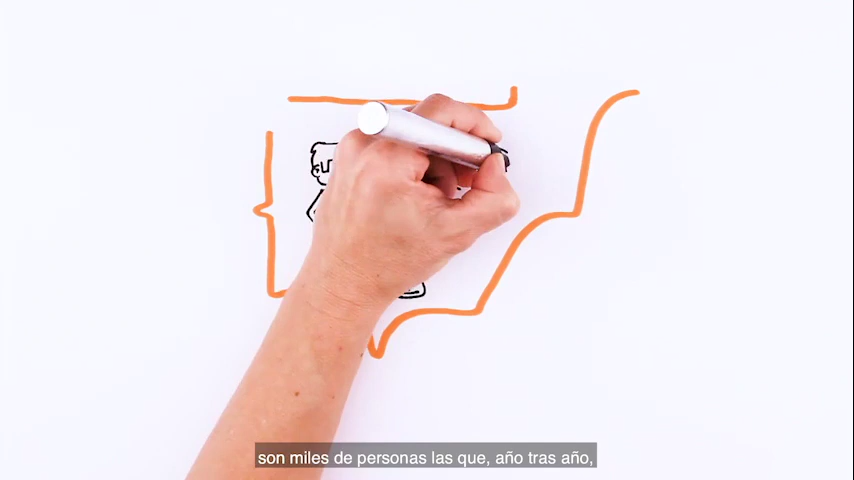 son miles de personas las que, año tras año,